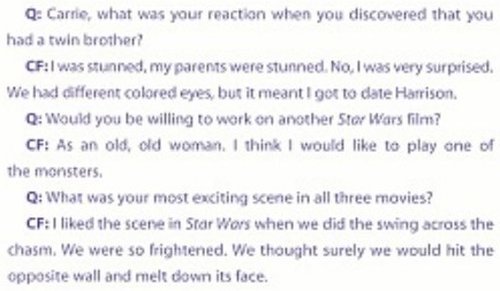 Q: Carrie, what was your reaction when you discovered that you
had a twin brother?
CF: I was stunned, my parents were stunned. No, I was very surprised.
We had different colored eyes, but it meant I got to date Harrison.
Q: Would you be willing to work on another Star Wars film?
CF: As an old, old woman. I think I would like to play one of
the monsters.
Q: What was your most exciting scene in all three movies?
CF: I liked the scene in Star Wars when we did the swing across the
chasm. We were so frightened. We thought surely we would hit the
opposite wall and melt down its face.